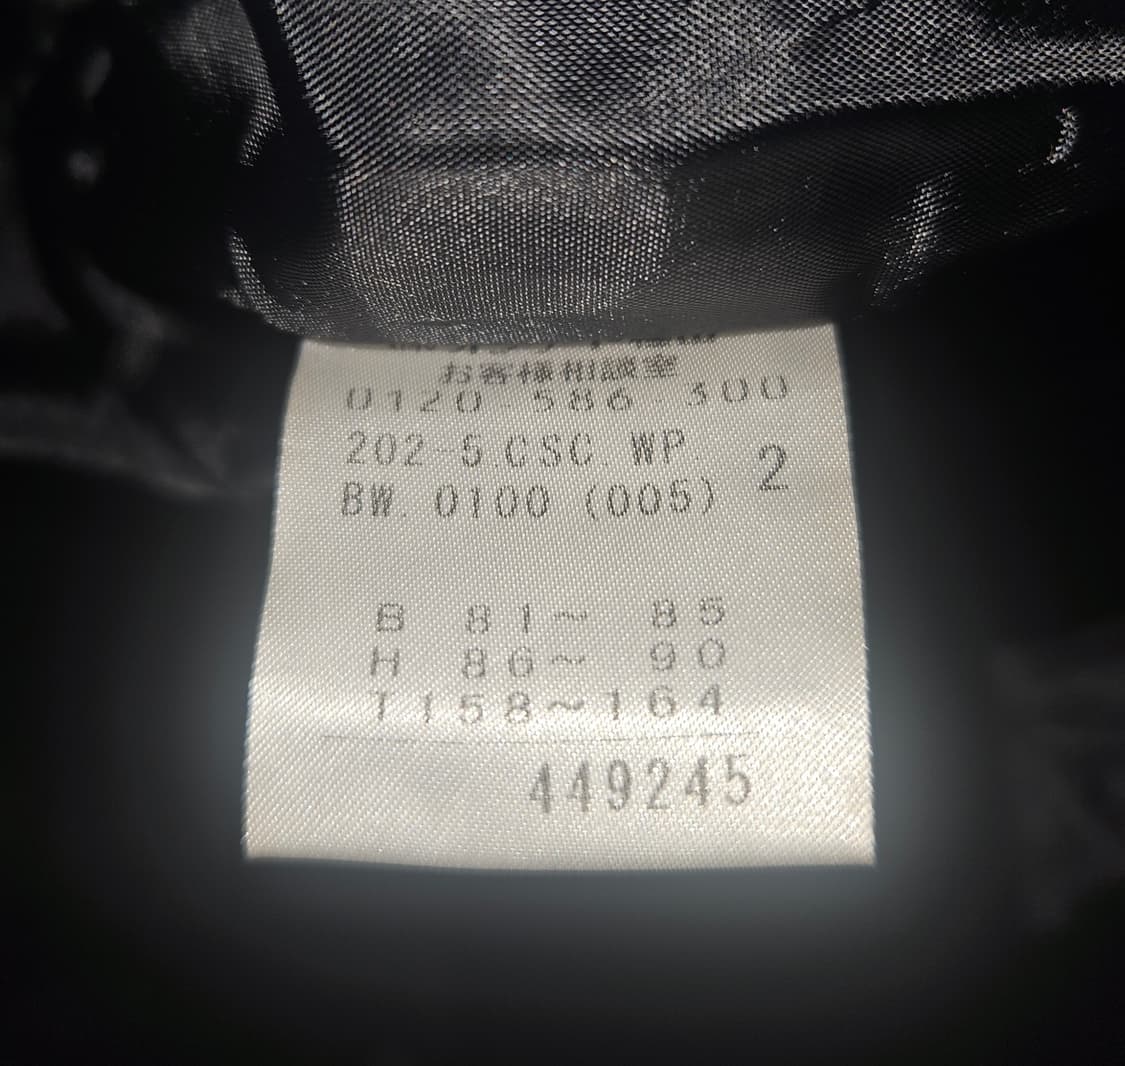 お客様相談室
0120-586-300
202-5.CSC. WP.
2
BW. 0100 (005)
B 81~ 85
H 86~ 90
T158~164
449245